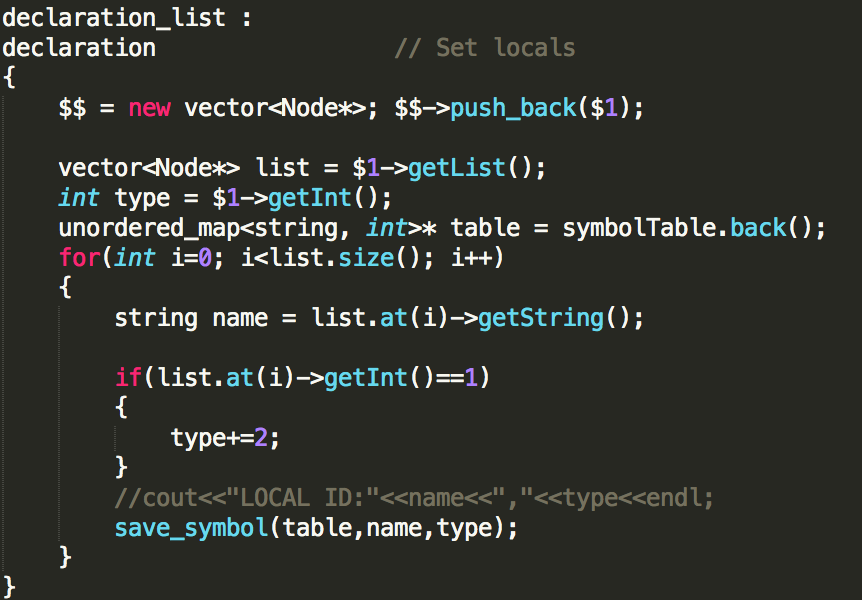 declaration_list :
declaration                 // Set locals
{
    $$ = new vector<Node*>; $$->push_back($1);

    vector<Node*> list = $1->getList();
    int type = $1->getInt();
    unordered_map<string, int>* table = symbolTable.back();
    for(int i=0; i<list.size(); i++)
    {
        string name = list.at(i)->getString();

        if(list.at(i)->getInt()==1)
        {
            type+=2;
        }
        //cout<<"LOCAL ID:"<<name<<","<<type<<endl;
        save_symbol(table,name,type);
    }
}